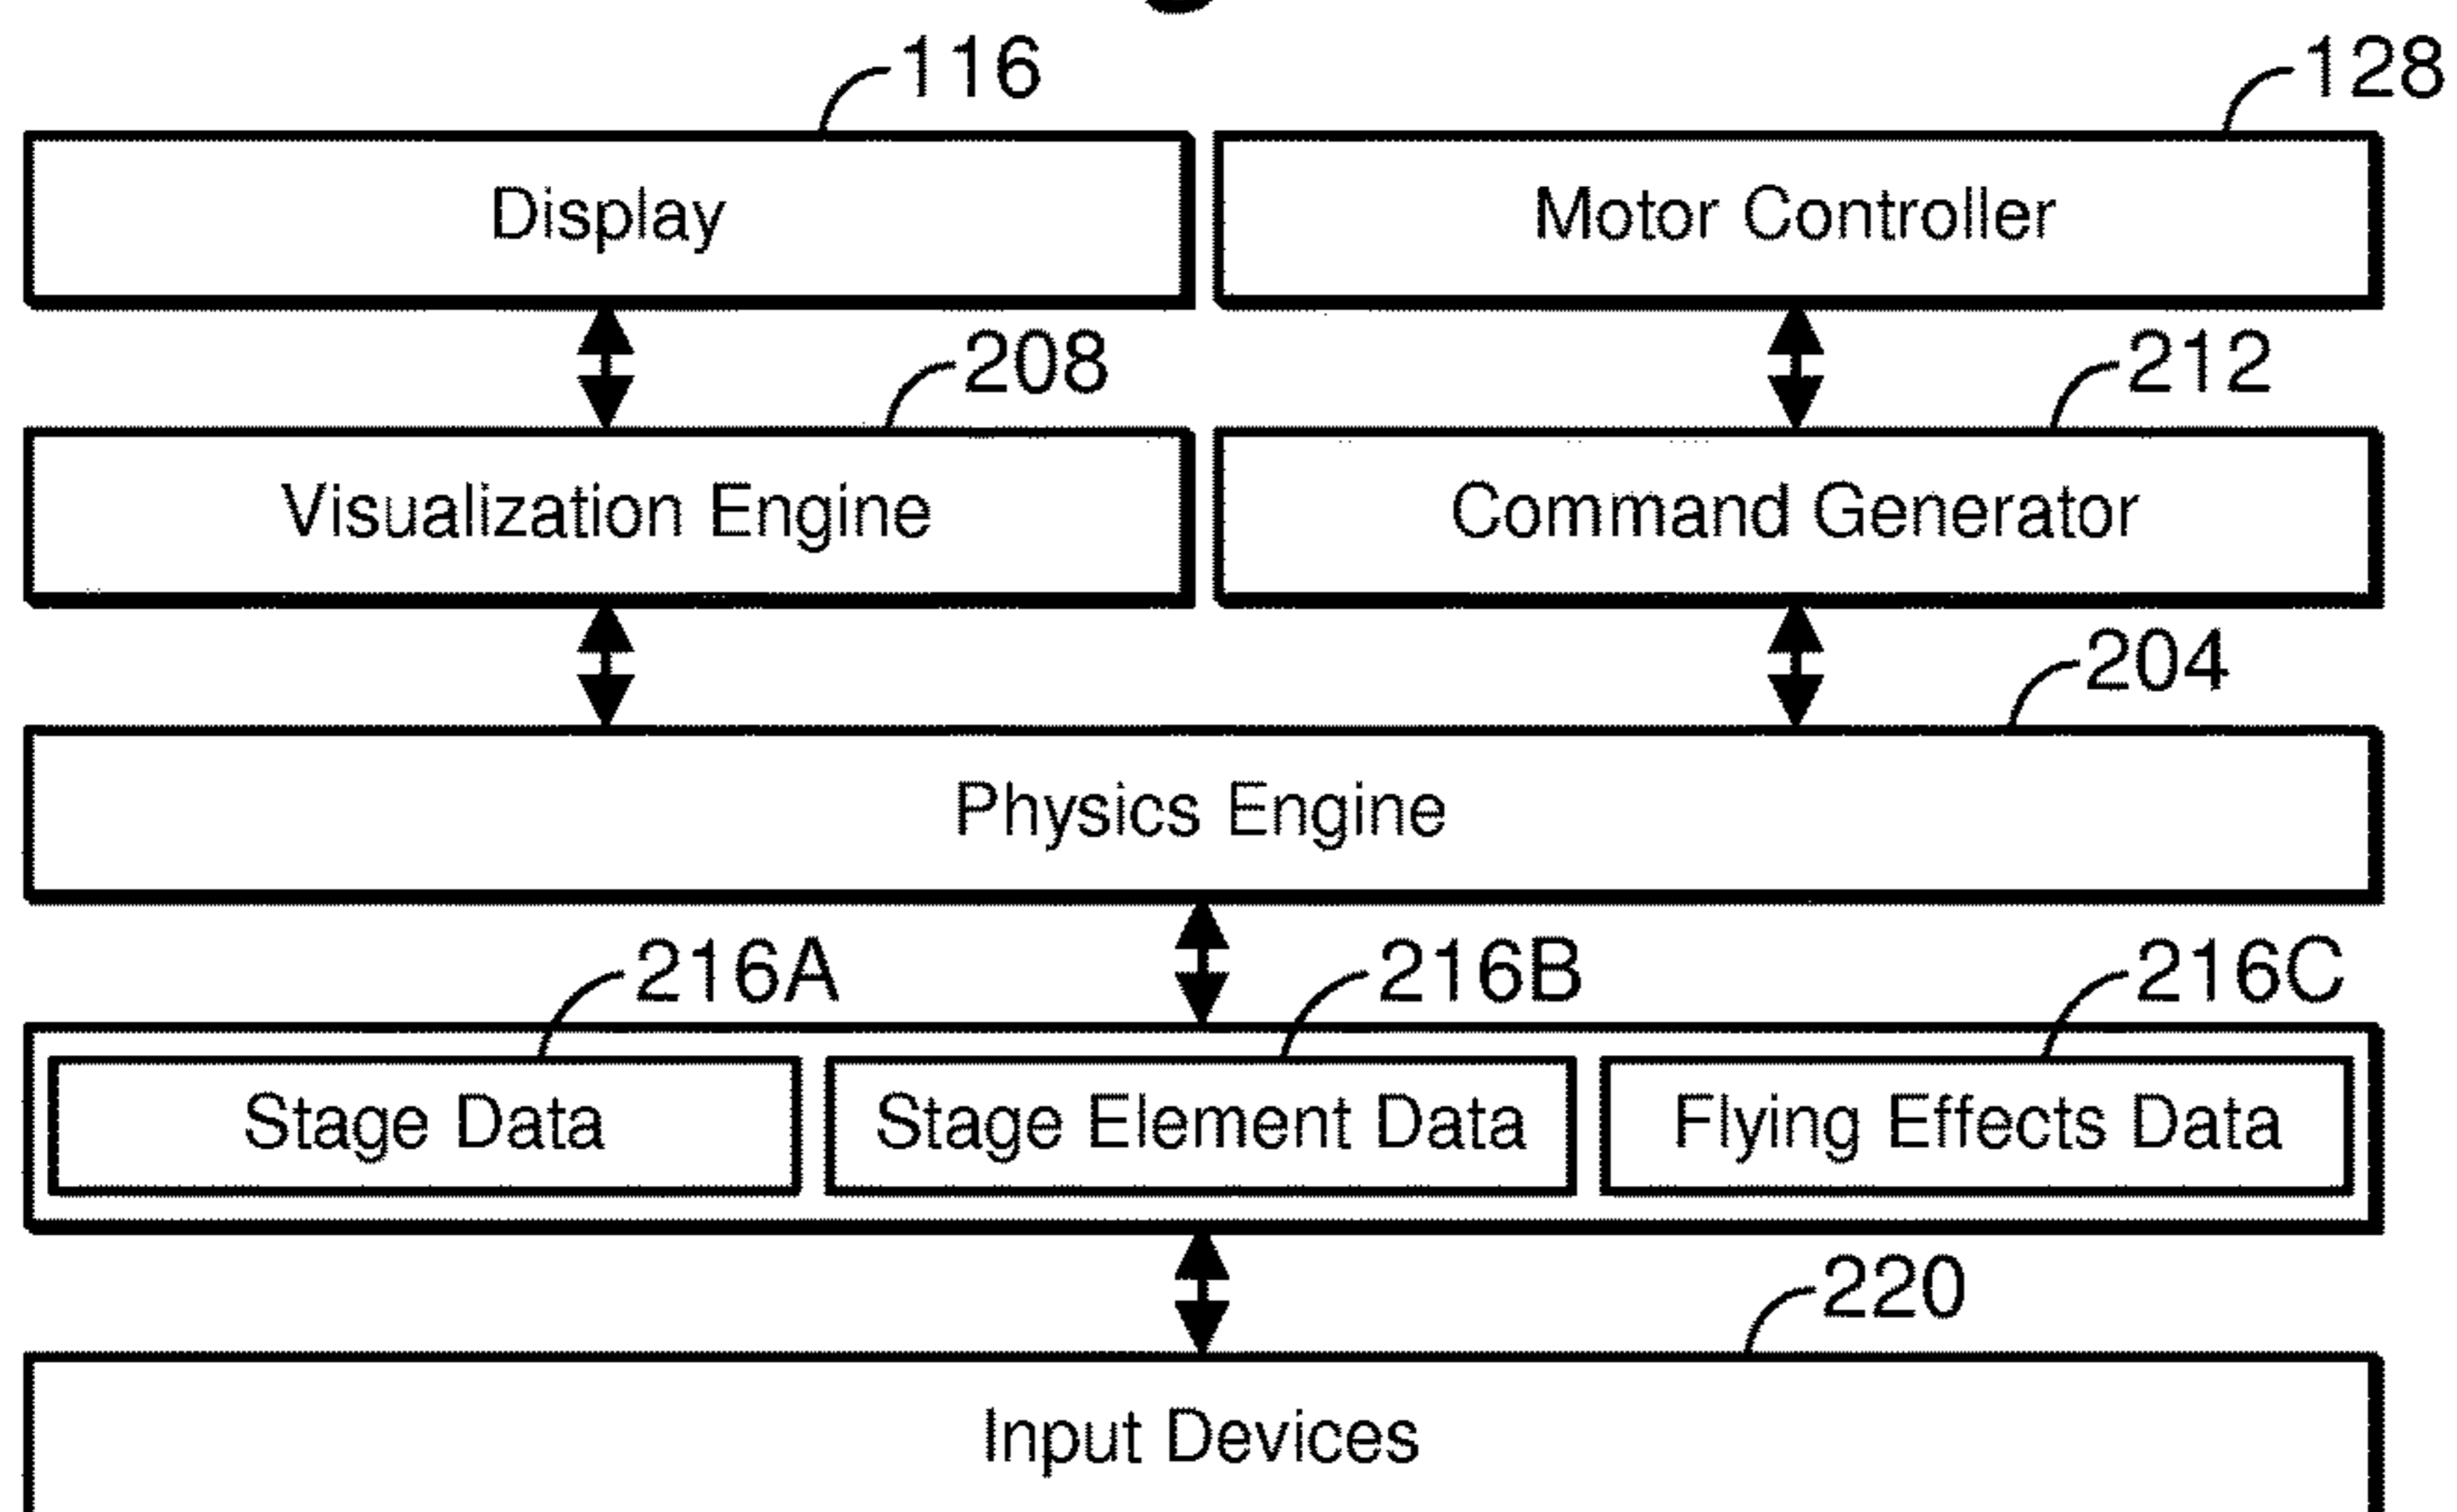 116
128
Display
Motor Controller
208
212
Visualization Engine
Command Generator
204
Physics Engine
216A
216B
216C
Stage Data
Stage Element Data
Flying Effects Data
220
Input Devices